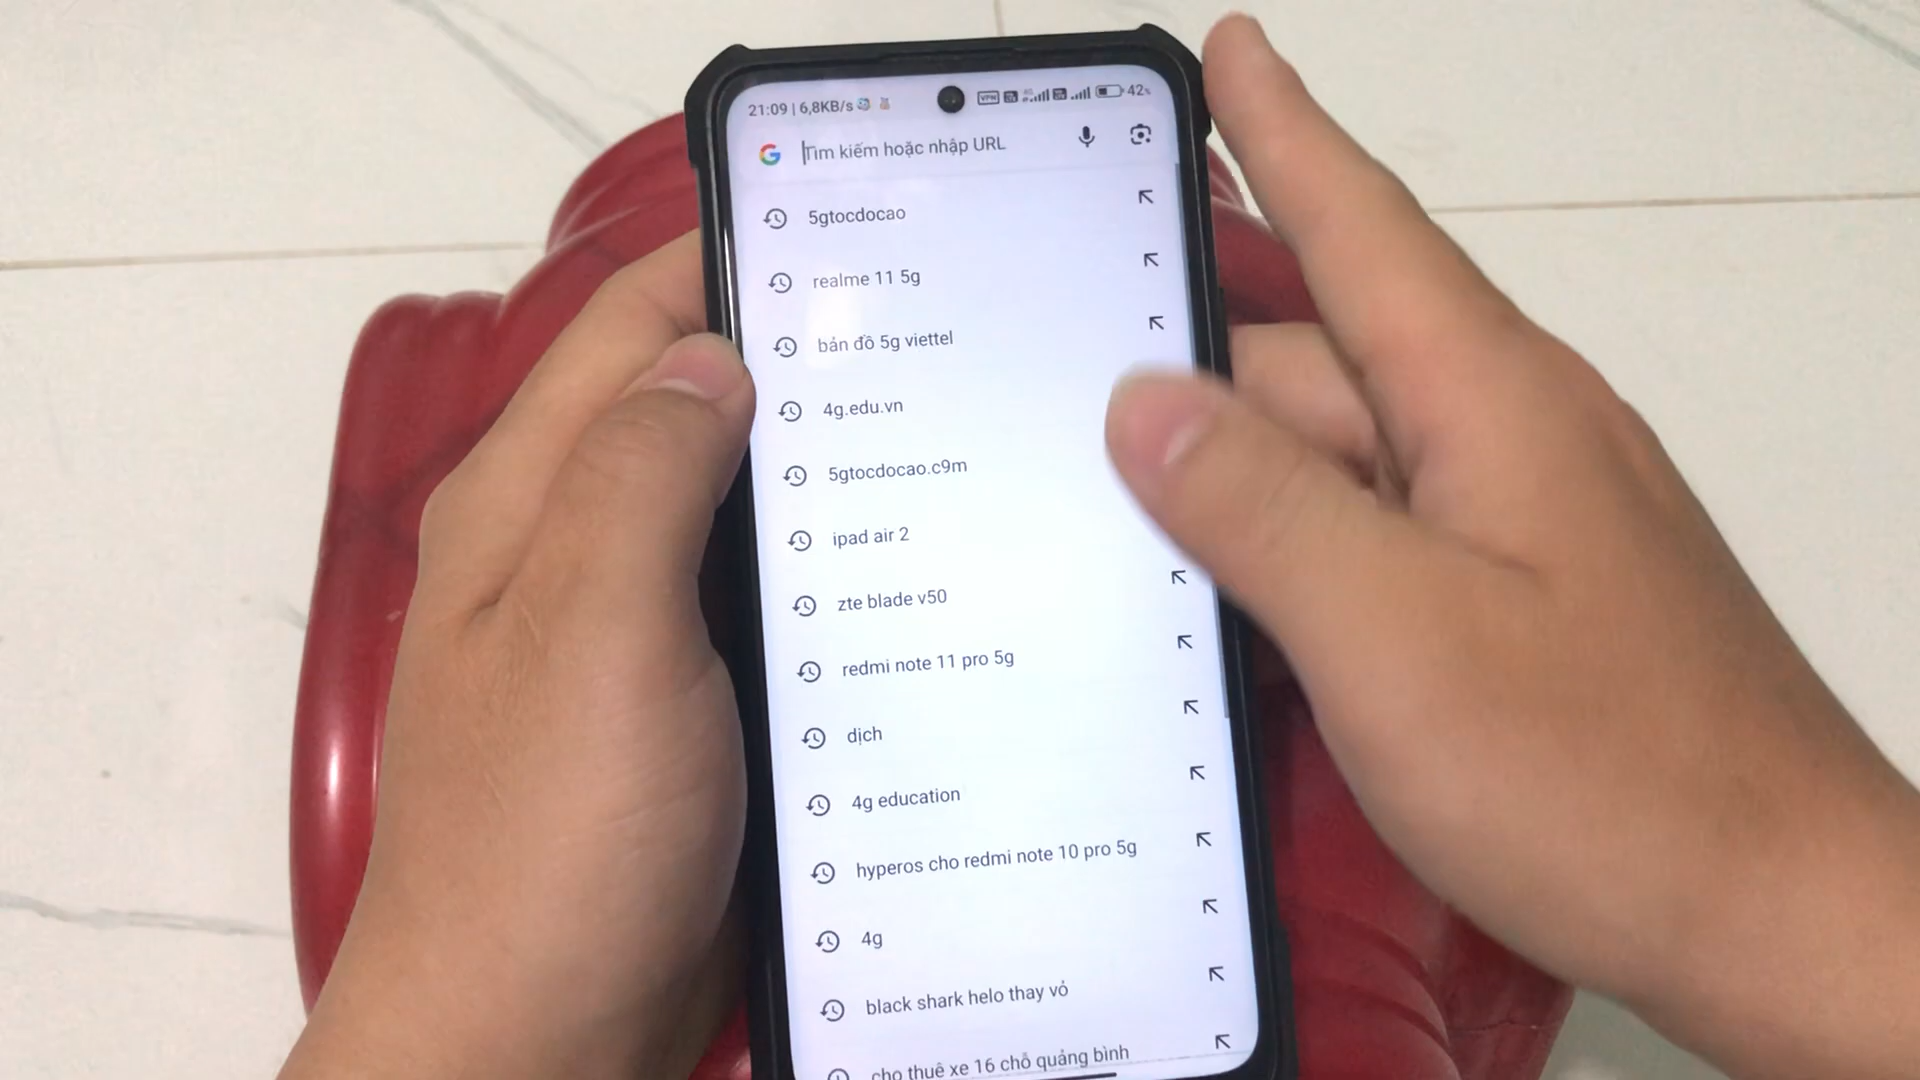 21:09 | 6,8KB/s
VPN
4G
42%
Tìm kiếm hoặc nhập URL
5gtocdocao
realme 11 5g
bản đồ 5g viettel
4g.edu.vn
5gtocdocao.c9m
ipad air 2
zte blade v50
redmi note 11 pro 5g
dịch
4g education
hyperos cho redmi note 10 pro 5g
4g
black shark helo thay vỏ
cho thuê xe 16 chỗ quảng bình